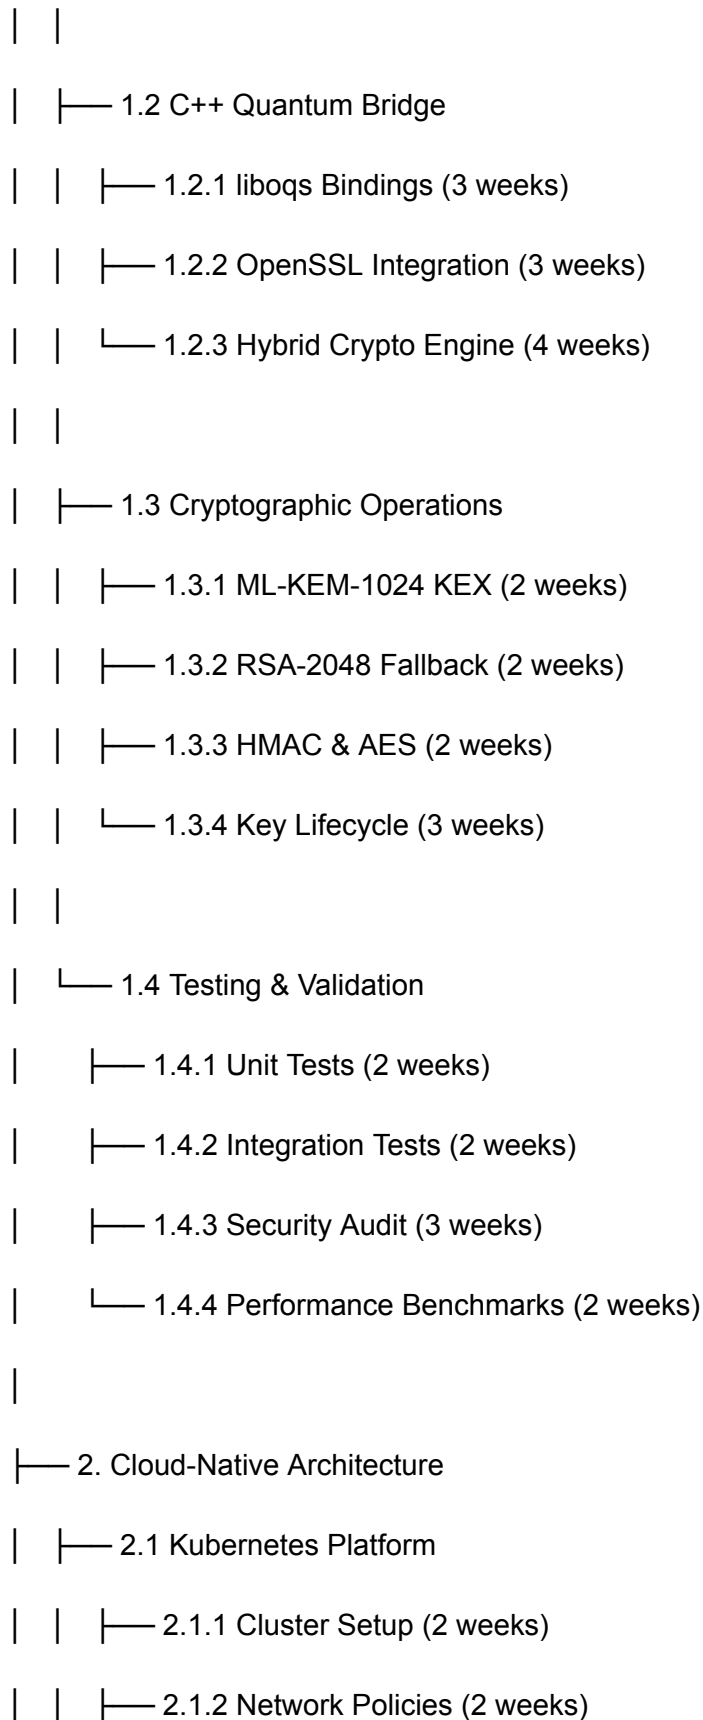 │ │
│ ├── 1.2 C++ Quantum Bridge
│ │ ├── 1.2.1 liboqs Bindings (3 weeks)
│ │ ├── 1.2.2 OpenSSL Integration (3 weeks)
│ │ └── 1.2.3 Hybrid Crypto Engine (4 weeks)
│ │
│ ├── 1.3 Cryptographic Operations
│ │ ├── 1.3.1 ML-KEM-1024 KEX (2 weeks)
│ │ ├── 1.3.2 RSA-2048 Fallback (2 weeks)
│ │ ├── 1.3.3 HMAC & AES (2 weeks)
│ │ └── 1.3.4 Key Lifecycle (3 weeks)
│ │
│ └── 1.4 Testing & Validation
│ ├── 1.4.1 Unit Tests (2 weeks)
│ ├── 1.4.2 Integration Tests (2 weeks)
│ ├── 1.4.3 Security Audit (3 weeks)
│ └── 1.4.4 Performance Benchmarks (2 weeks)
│
├── 2. Cloud-Native Architecture
│ ├── 2.1 Kubernetes Platform
│ │ ├── 2.1.1 Cluster Setup (2 weeks)
│ │ ├── 2.1.2 Network Policies (2 weeks)